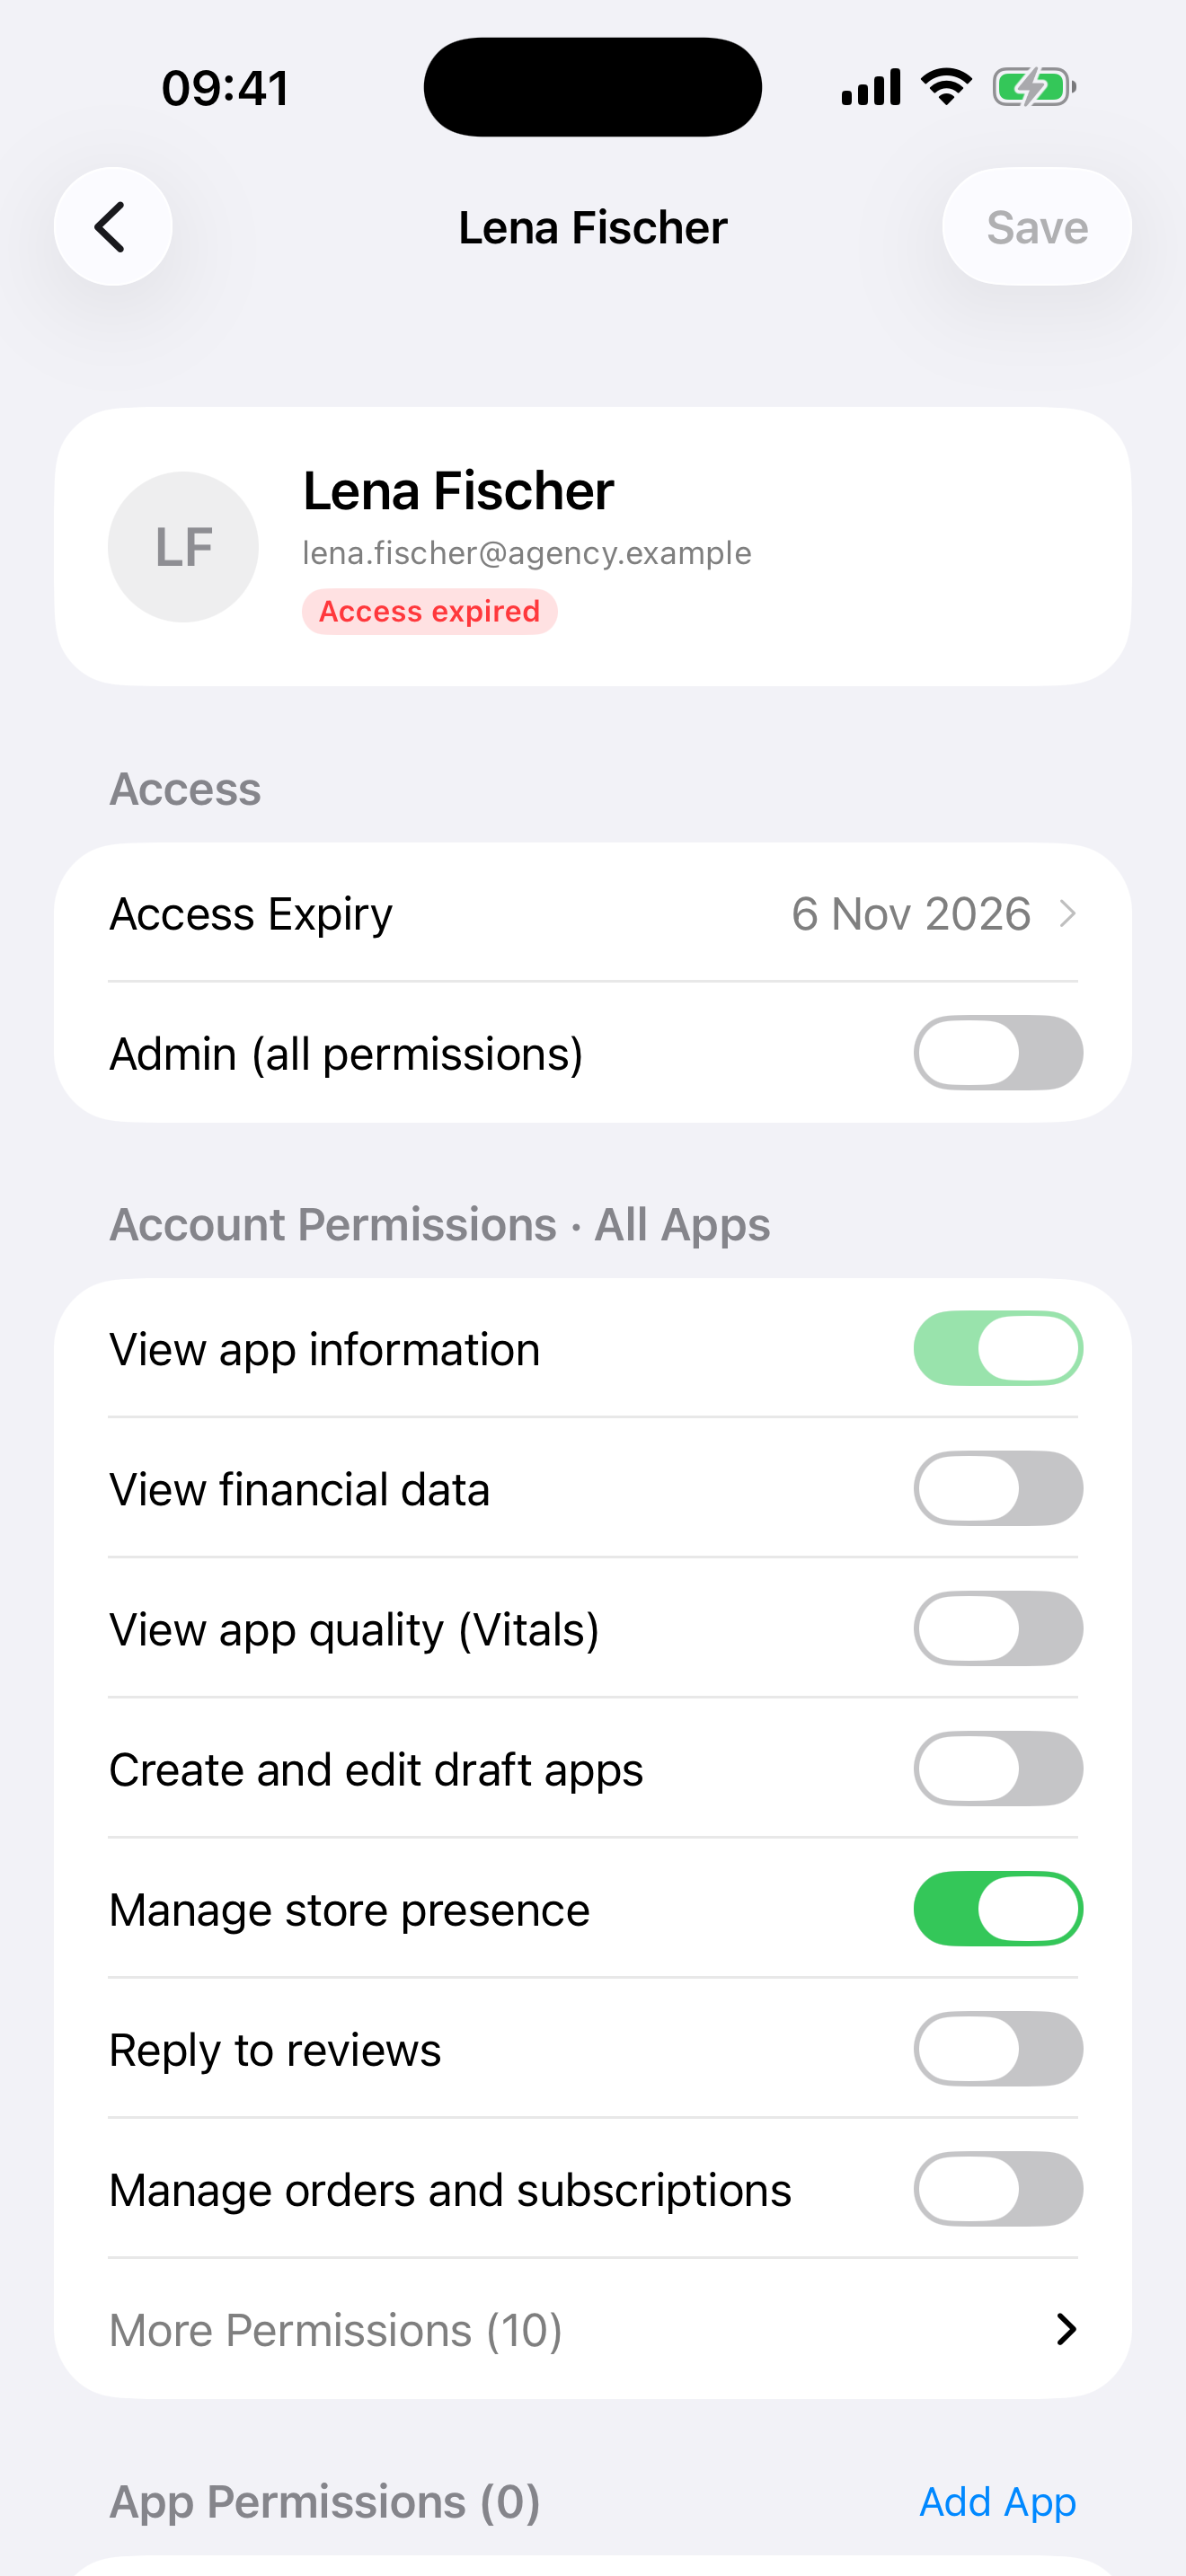 09:41
Lena Fischer
Save
LF
Lena Fischer
lena.fischer@agency.example
Access expired
Access
Access Expiry 6 Nov 2026
Admin (all permissions)
Account Permissions · All Apps
View app information
View financial data
View app quality (Vitals)
Create and edit draft apps
Manage store presence
Reply to reviews
Manage orders and subscriptions
More Permissions (10)
App Permissions (0) Add App